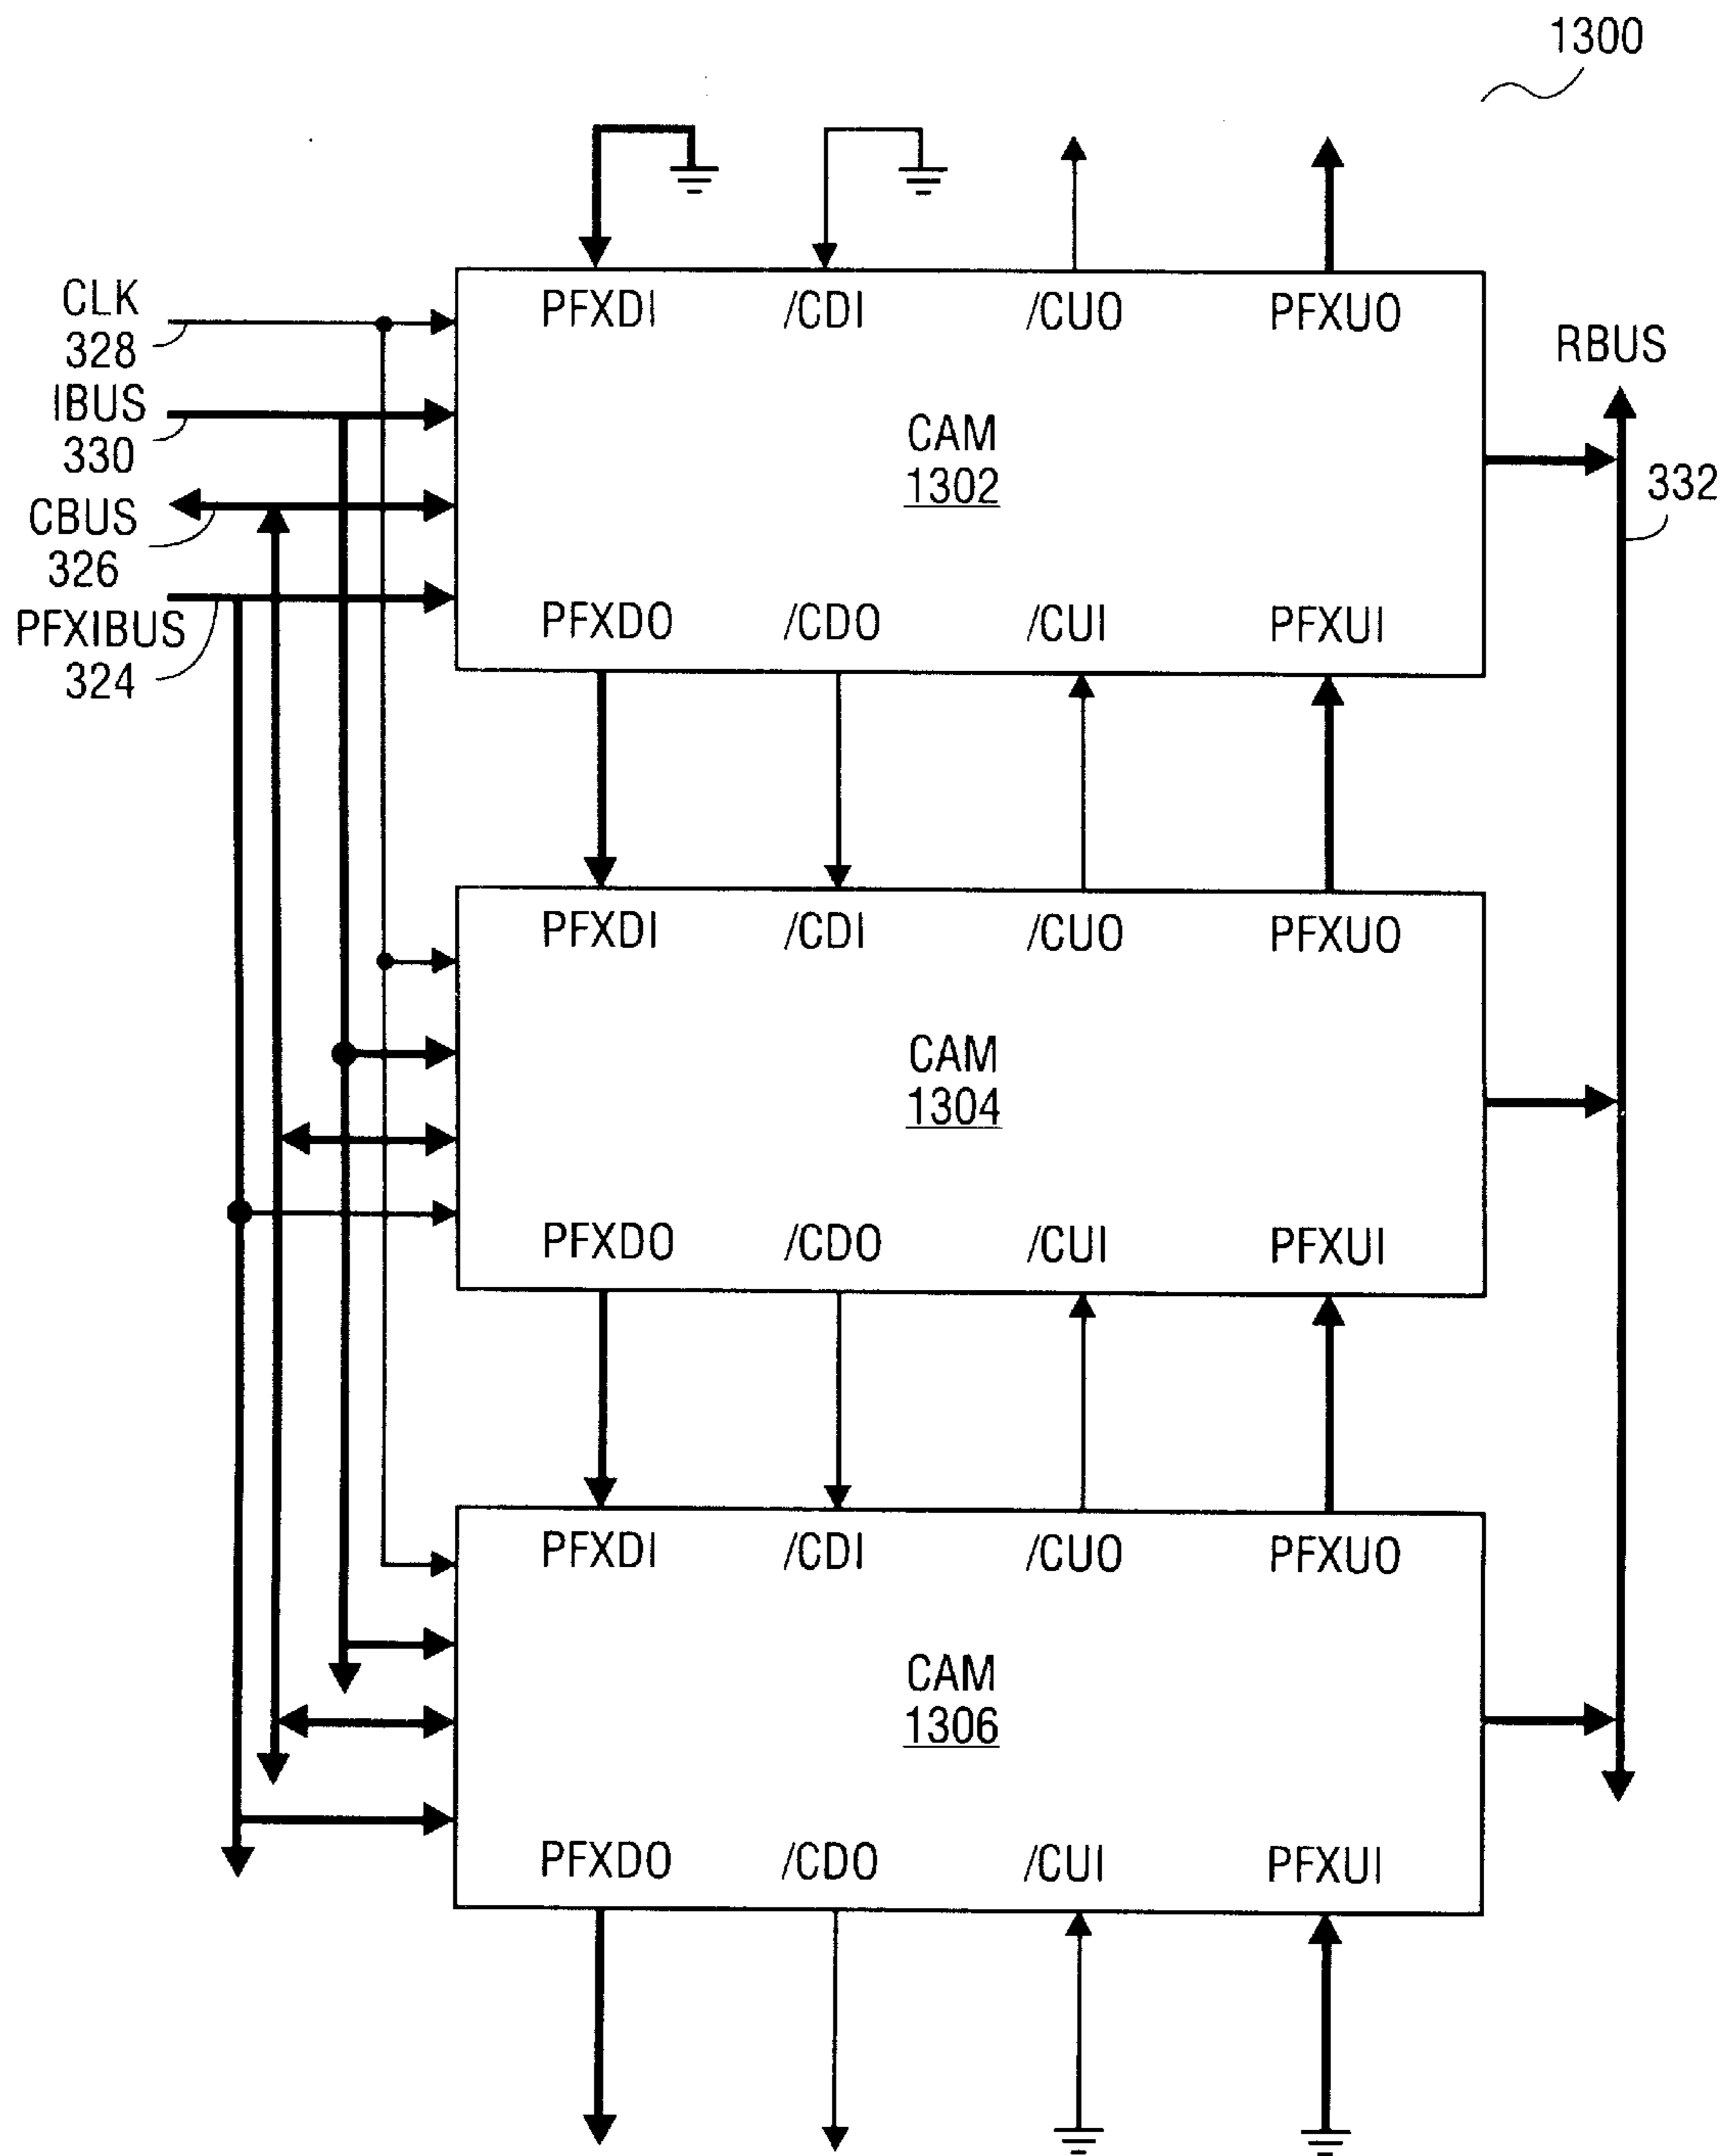 1300
CLK
328
IBUS
330
CBUS
326
PFXIBUS
324
PFXDI /CDI /CUO PFXUO
CAM
1302
PFXDO /CDO /CUI PFXUI
RBUS
332
PFXDI /CDI /CUO PFXUO
CAM
1304
PFXDO /CDO /CUI PFXUI
PFXDI /CDI /CUO PFXUO
CAM
1306
PFXDO /CDO /CUI PFXUI